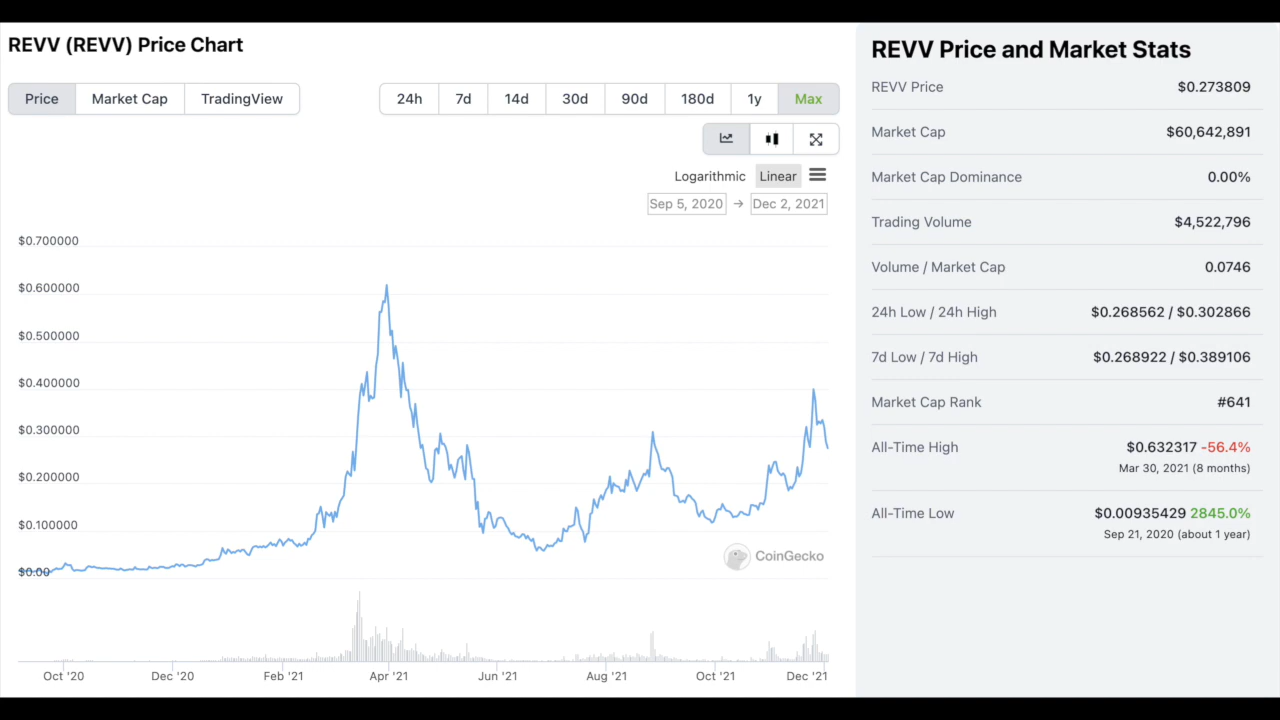 REVV (REVV) Price Chart
Price Market Cap TradingView
24h 7d 14d 30d 90d 180d 1y Max
Logarithmic Linear
Sep 5, 2020 → Dec 2, 2021
$0.700000
$0.600000
$0.500000
$0.400000
$0.300000
$0.200000
$0.100000
$0.00
CoinGecko
Oct '20 Dec '20 Feb '21 Apr '21 Jun '21 Aug '21 Oct '21 Dec '21
REVV Price and Market Stats
REVV Price $0.273809
Market Cap $60,642,891
Market Cap Dominance 0.00%
Trading Volume $4,522,796
Volume / Market Cap 0.0746
24h Low / 24h High $0.268562 / $0.302866
7d Low / 7d High $0.268922 / $0.389106
Market Cap Rank #641
All-Time High $0.632317 -56.4%
Mar 30, 2021 (8 months)
All-Time Low $0.00935429 2845.0%
Sep 21, 2020 (about 1 year)